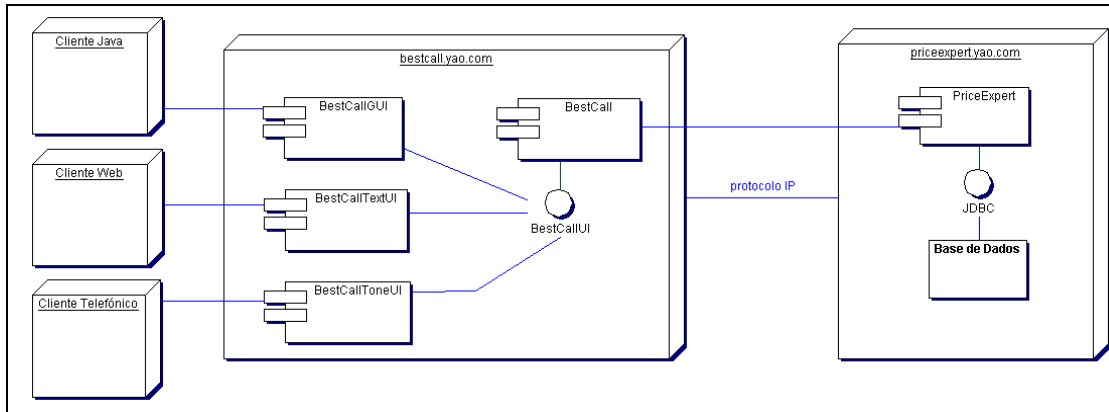 Cliente Java
Cliente Web
Cliente Telefónico
bestcall.yao.com
BestCallGUI
BestCallTextUI
BestCallToneUI
BestCall
BestCallUI
protocolo IP
priceexpert.yao.com
PriceExpert
JDBC
Base de Dados